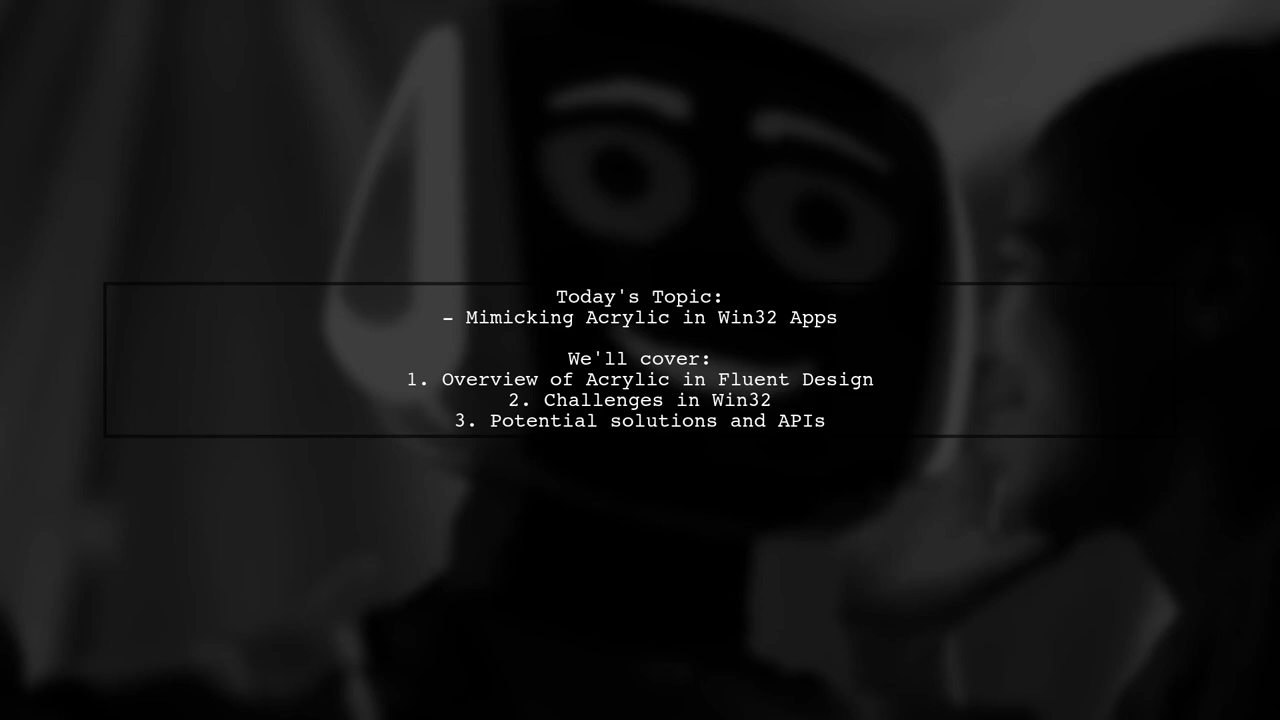 Today's Topic:
– Mimicking Acrylic in Win32 Apps
We'll cover:
1. Overview of Acrylic in Fluent Design
2. Challenges in Win32
3. Potential solutions and APIs